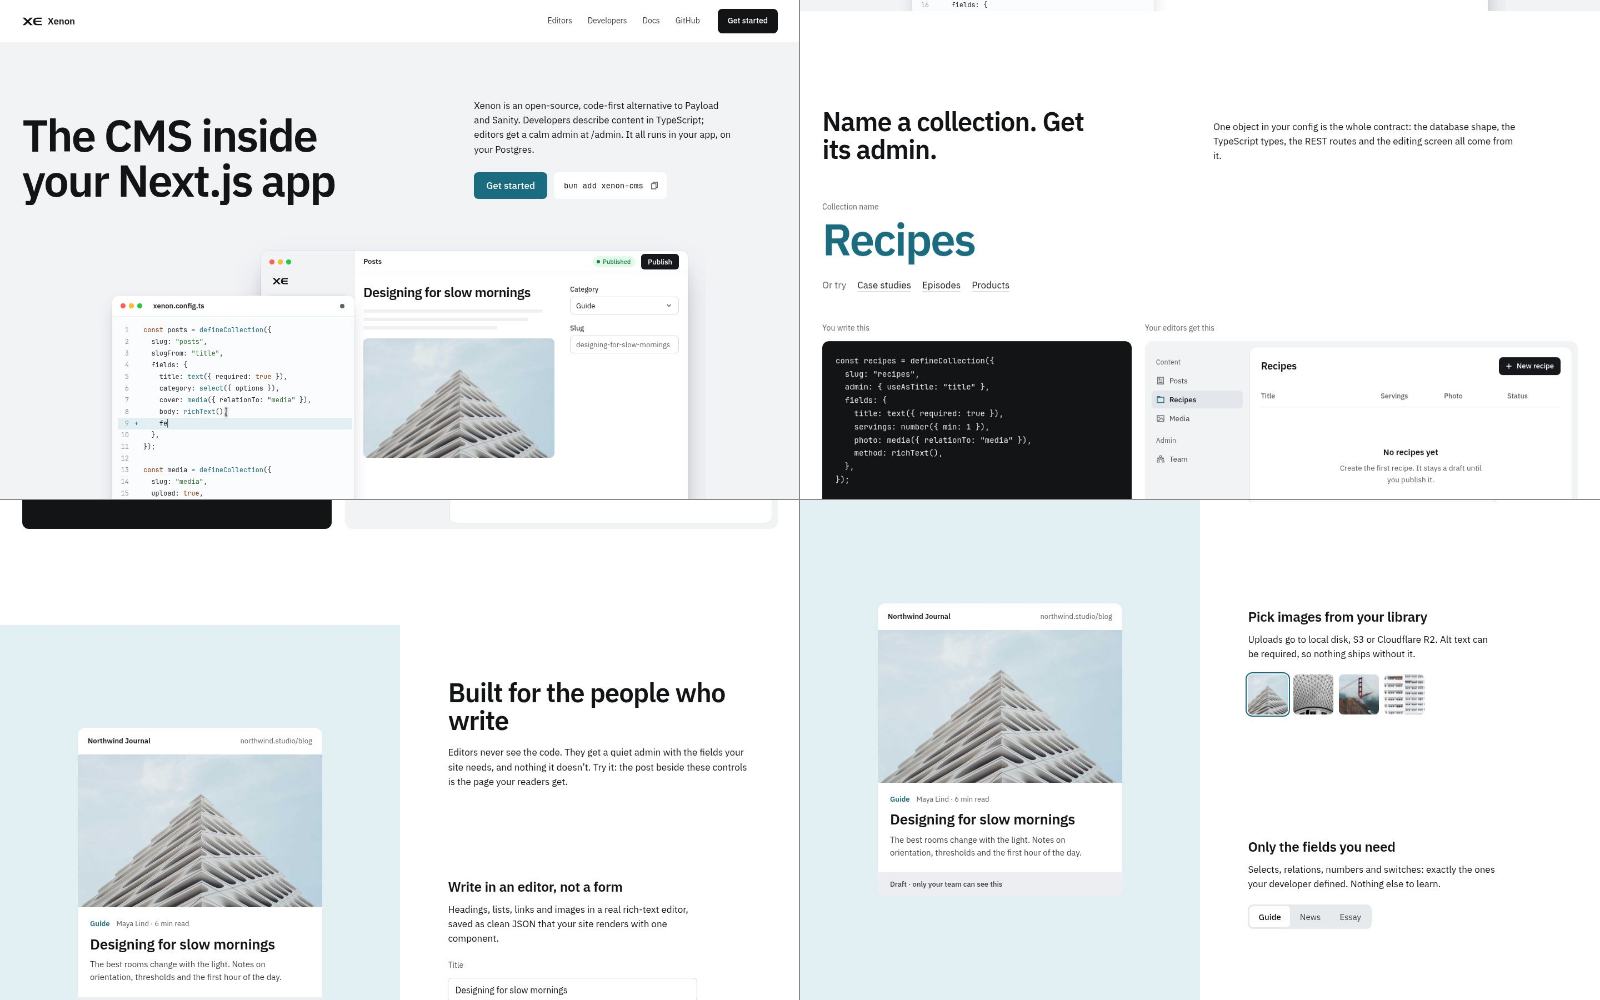 XE Xenon
Editors Developers Docs GitHub Get started
The CMS inside
your Next.js app
Xenon is an open-source, code-first alternative to Payload
and Sanity. Developers describe content in TypeScript;
editors get a calm admin at /admin. It all runs in your app, on
your Postgres.
Get started
bun add xenon-cms
XE
Posts
Published
Publish
Designing for slow mornings
Category
Guide
Slug
designing-for-slow-mornings
xenon.config.ts
1 const posts = defineCollection({
2 slug: "posts",
3 slugFrom: "title",
4 fields: {
5 title: text({ required: true }),
6 category: select({ options }),
7 cover: media({ relationTo: "media" }),
8 body: richText()
9 + fe
10 },
11 });
12
13 const media = defineCollection({
14 slug: "media",
15 upload: true,
16 fields: {
Name a collection. Get
its admin.
One object in your config is the whole contract: the database shape, the
TypeScript types, the REST routes and the editing screen all come from
it.
Collection name
Recipes
Or try Case studies Episodes Products
You write this
const recipes = defineCollection({
slug: "recipes",
admin: { useAsTitle: "title" },
fields: {
title: text({ required: true }),
servings: number({ min: 1 }),
photo: media({ relationTo: "media" }),
method: richText(),
},
});
Your editors get this
Content
Posts
Recipes
Media
Admin
Team
Recipes
+ New recipe
Title Servings Photo Status
No recipes yet
Create the first recipe. It stays a draft until
you publish it.
Northwind Journal northwind.studio/blog
Guide Maya Lind · 6 min read
Designing for slow mornings
The best rooms change with the light. Notes on
orientation, thresholds and the first hour of the day.
Built for the people who
write
Editors never see the code. They get a quiet admin with the fields your
site needs, and nothing it doesn't. Try it: the post beside these controls
is the page your readers get.
Write in an editor, not a form
Headings, lists, links and images in a real rich-text editor,
saved as clean JSON that your site renders with one
component.
Title
Designing for slow mornings
Northwind Journal northwind.studio/blog
Guide Maya Lind · 6 min read
Designing for slow mornings
The best rooms change with the light. Notes on
orientation, thresholds and the first hour of the day.
Draft · only your team can see this
Pick images from your library
Uploads go to local disk, S3 or Cloudflare R2. Alt text can
be required, so nothing ships without it.
Only the fields you need
Selects, relations, numbers and switches: exactly the ones
your developer defined. Nothing else to learn.
Guide News Essay